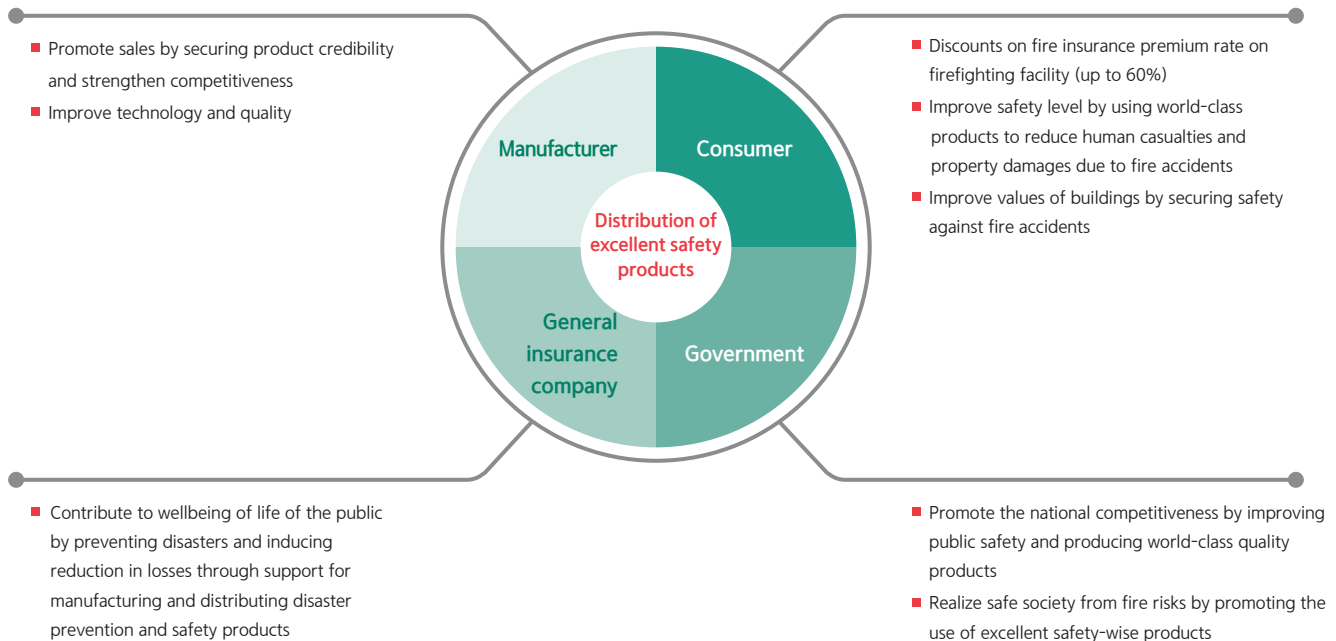 Promote sales by securing product credibility
and strengthen competitiveness
Improve technology and quality
Discounts on fire insurance premium rate on
firefighting facility (up to 60%)
Improve safety level by using world-class
products to reduce human casualties and
property damages due to fire accidents
Improve values of buildings by securing safety
against fire accidents
Manufacturer
Consumer
Distribution of
excellent safety
products
General
insurance
company
Government
Contribute to wellbeing of life of the public
by preventing disasters and inducing
reduction in losses through support for
manufacturing and distributing disaster
prevention and safety products
Promote the national competitiveness by improving
public safety and producing world-class quality
products
Realize safe society from fire risks by promoting the
use of excellent safety-wise products